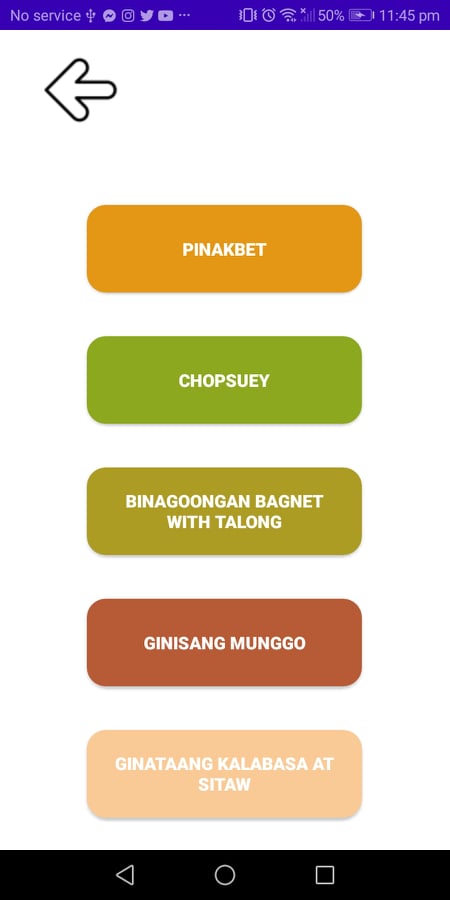 No service ··· 50% 11:45 pm
PINAKBET
CHOPSUEY
BINAGOONGAN BAGNET
WITH TALONG
GINISANG MUNGGO
GINATAANG KALABASA AT
SITAW